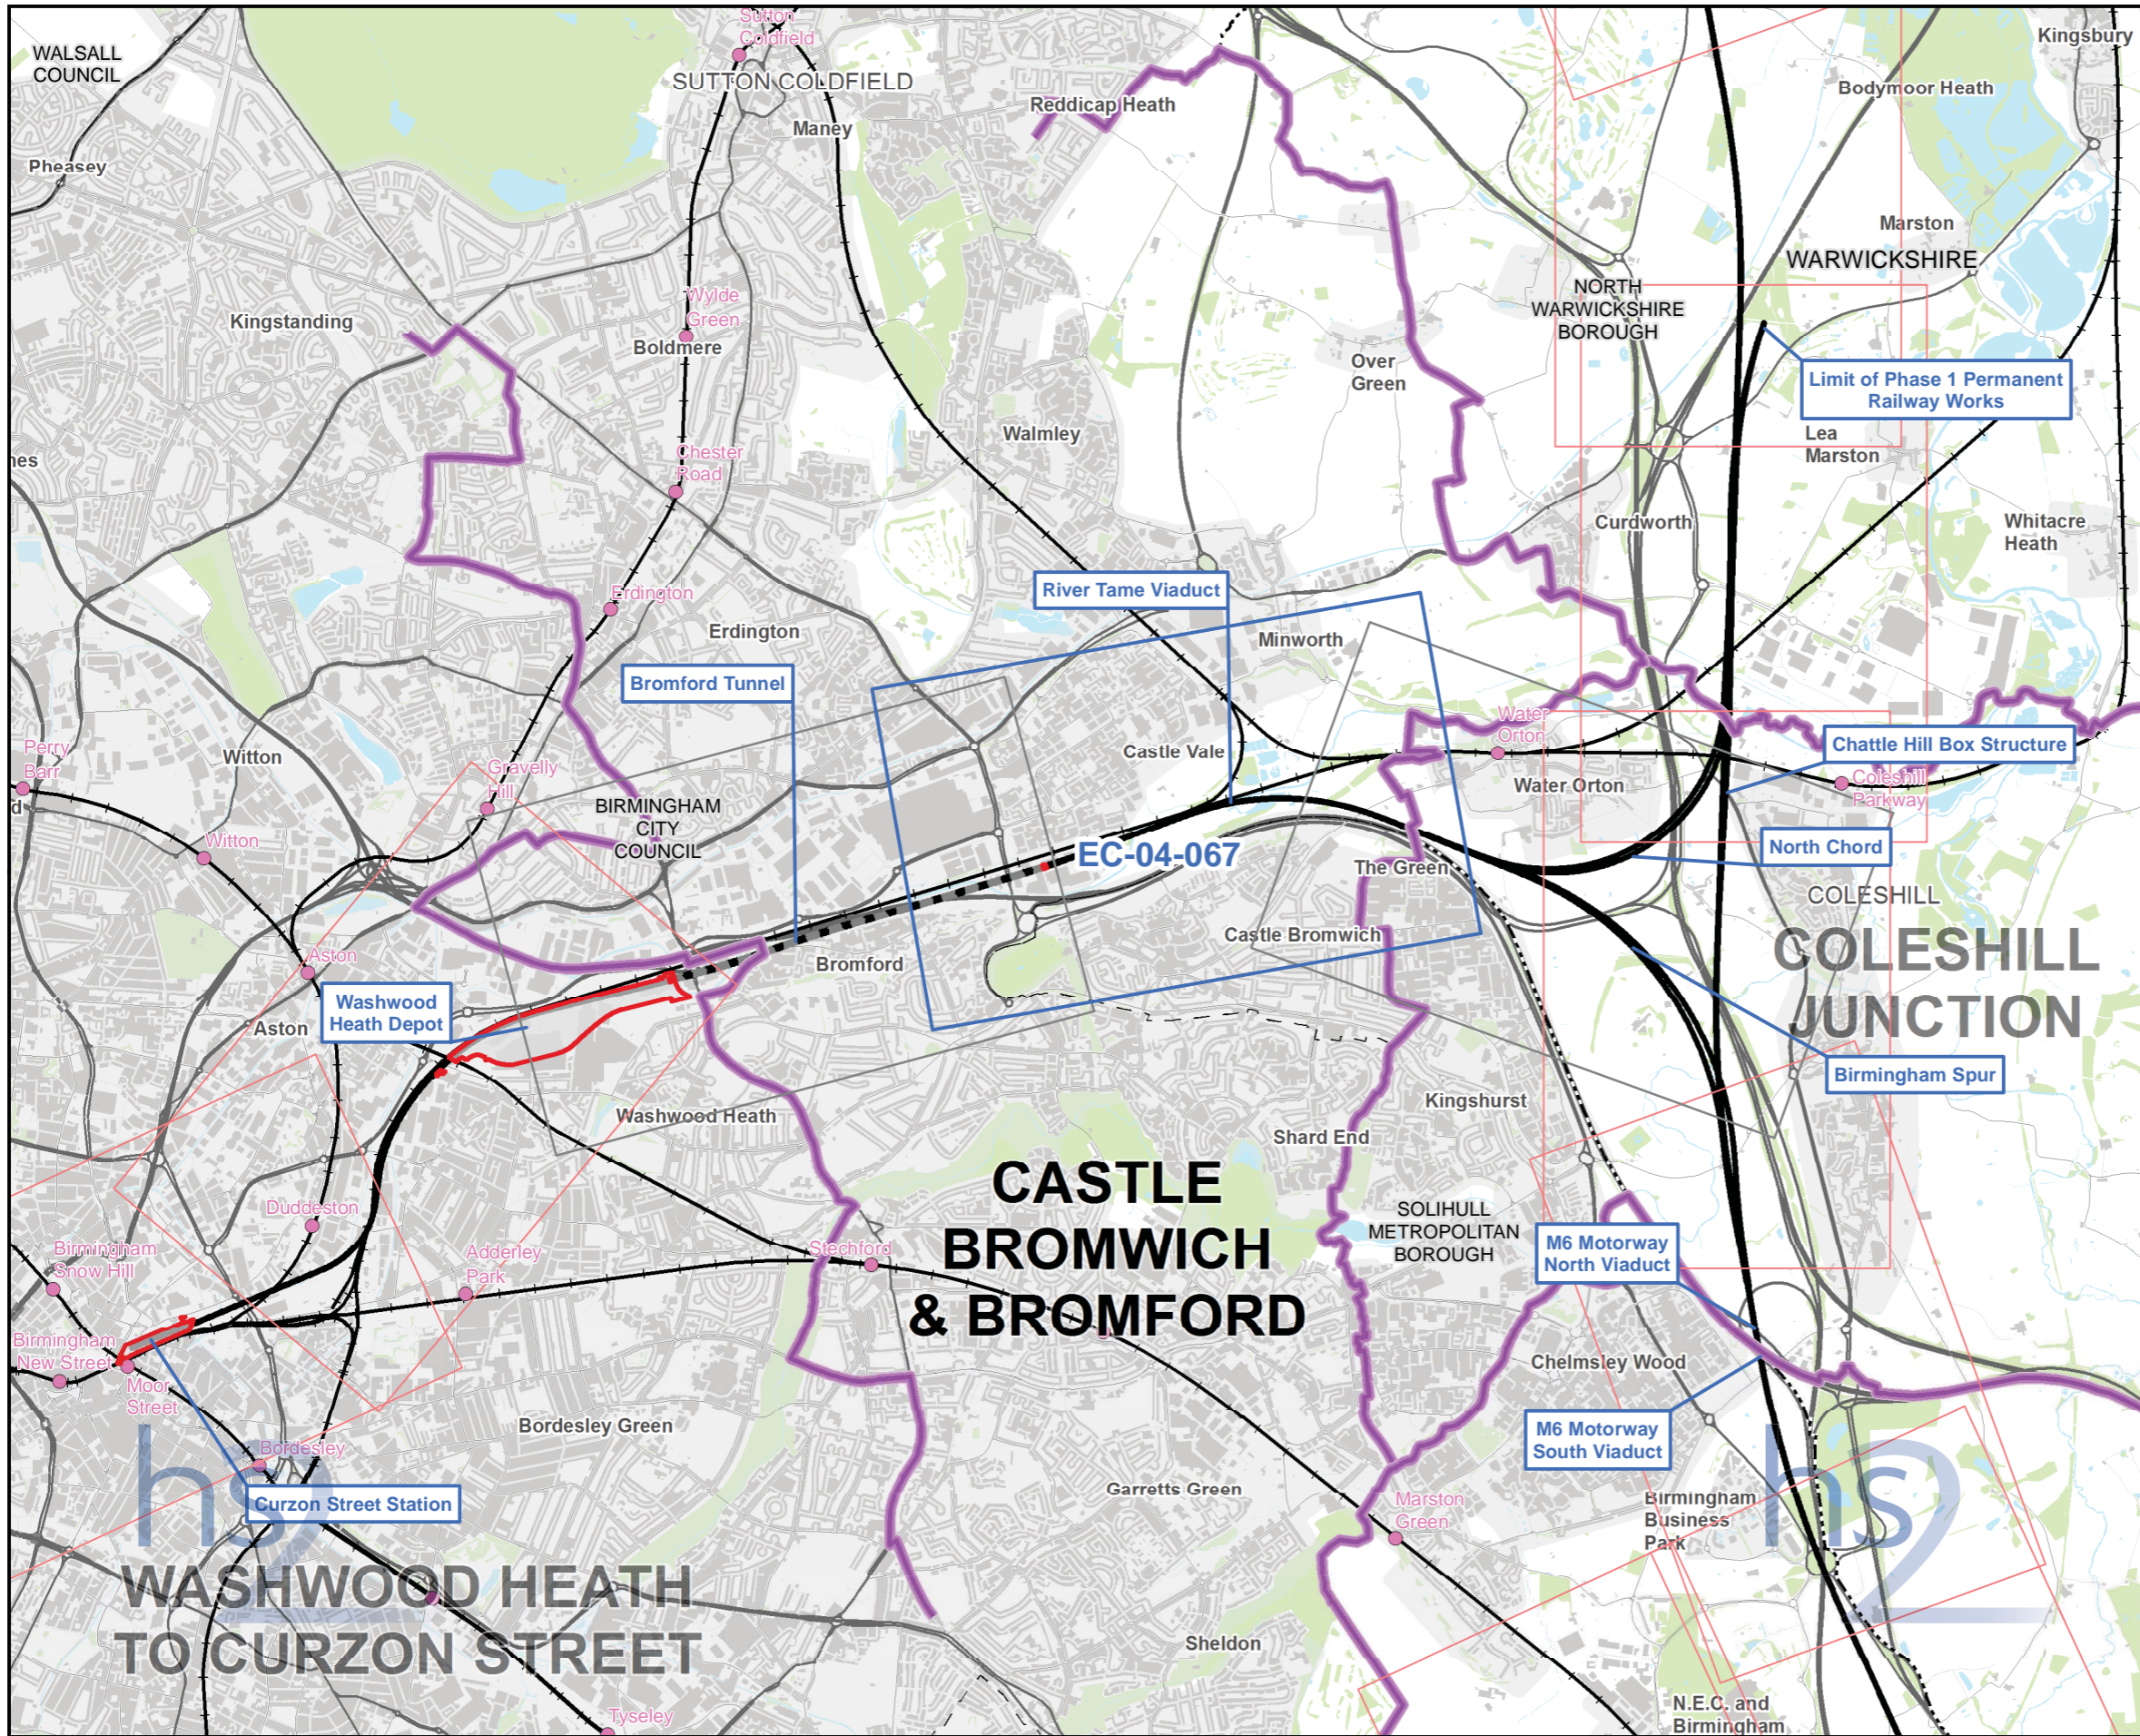 WALSALL
COUNCIL
Sutton
Coldfield
SUTTON COLDFIELD
Maney
Reddicap Heath
Kingsbury
Bodymoor Heath
Pheasey
Marston
WARWICKSHIRE
NORTH
WARWICKSHIRE
BOROUGH
Kingstanding
Wylde
Green
Boldmere
Over
Green
Limit of Phase 1 Permanent
Railway Works
Walmley
Lea
Marston
Chester
Road
nes
Curdworth
Whitacre
Heath
River Tame Viaduct
Erdington
Erdington
Minworth
Bromford Tunnel
Water
Orton
Castle Vale
Chattle Hill Box Structure
Perry
Barr
d
Witton
Gravelly
Hill
Water Orton
Coleshill
Parkway
BIRMINGHAM
CITY
COUNCIL
Witton
EC-04-067
North Chord
The Green
COLESHILL
Castle Bromwich
COLESHILL
JUNCTION
Aston
Bromford
Washwood
Heath Depot
Aston
Birmingham Spur
Washwood Heath
Kingshurst
Shard End
CASTLE
BROMWICH
& BROMFORD
SOLIHULL
METROPOLITAN
BOROUGH
Duddeston
Birmingham
Snow Hill
Adderley
Park
Stechford
M6 Motorway
North Viaduct
Birmingham
New Street
Moor
Street
Chelmsley Wood
Bordesley Green
M6 Motorway
South Viaduct
Bordesley
hs2
Curzon Street Station
Garretts Green
Marston
Green
Birmingham
Business
Park
hs2
WASHWOOD HEATH
TO CURZON STREET
Sheldon
Tyseley
N.E.C. and
Birmingham